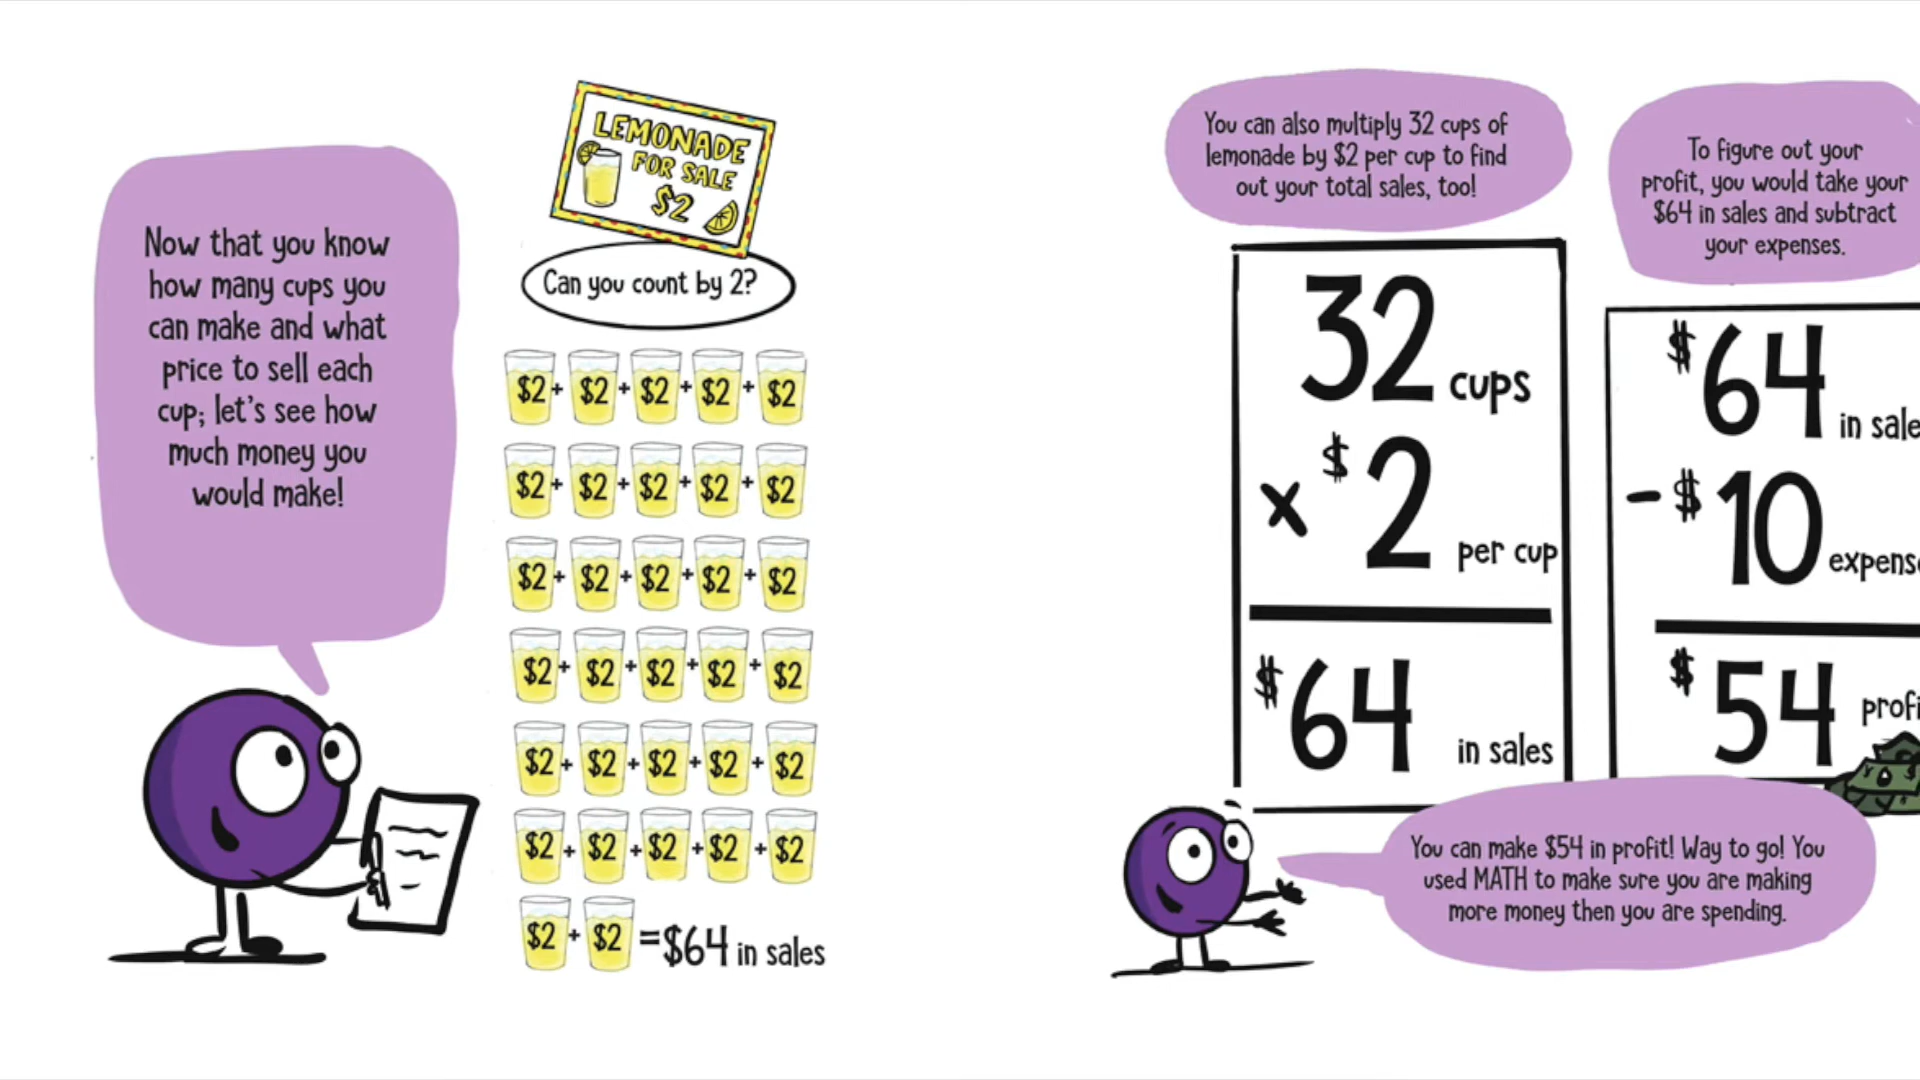 Now that you know
how many cups you
can make and what
price to sell each
cup; let's see how
much money you
would make!
LEMONADE
FOR SALE
$2
Can you count by 2?
$2 + $2 + $2 + $2 + $2
$2 + $2 + $2 + $2 + $2
$2 + $2 + $2 + $2 + $2
$2 + $2 + $2 + $2 + $2
$2 + $2 + $2 + $2 + $2
$2 + $2 + $2 + $2 + $2
$2 + $2 = $64 in sales
You can also multiply 32 cups of
lemonade by $2 per cup to find
out your total sales, too!
32 cups
x $2 per cup
$64 in sales
To figure out your
profit, you would take your
$64 in sales and subtract
your expenses.
$64 in sale
- $10 expens
$54 profi
You can make $54 in profit! Way to go! You
used MATH to make sure you are making
more money then you are spending.